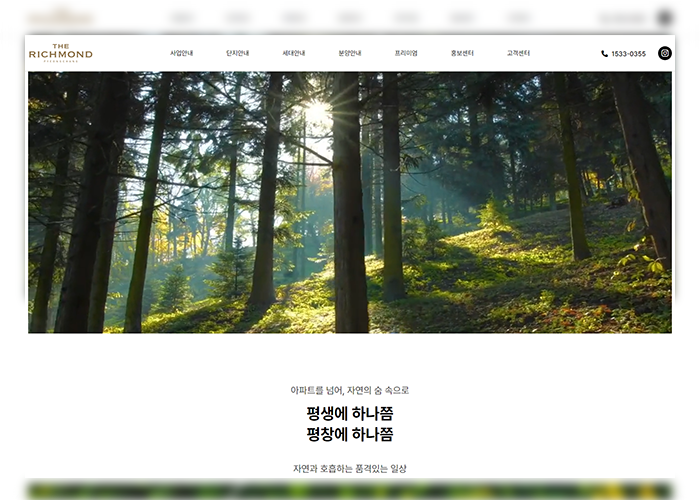 THE
RICHMOND
PYEONGCHANG
사업안내 단지안내 세대안내 분양안내 프리미엄 홍보센터 고객센터 1533-0355
아파트를 넘어, 자연의 숨 속으로
평생에 하나쯤
평창에 하나쯤
자연과 호흡하는 품격있는 일상